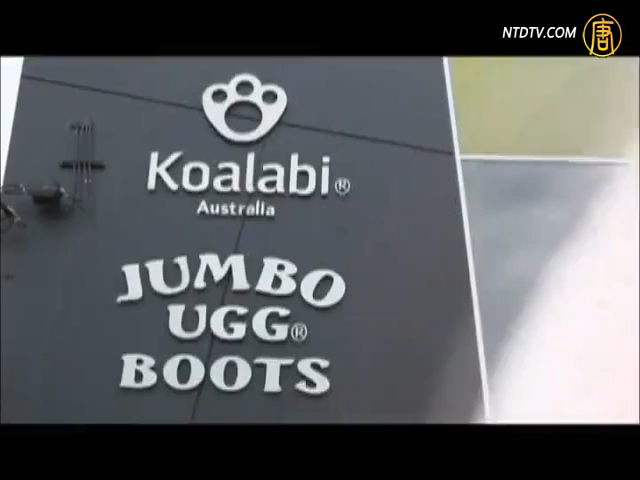 NTDTV.COM 唐
Koalabi®
Australia
JUMBO
UGG®
BOOTS